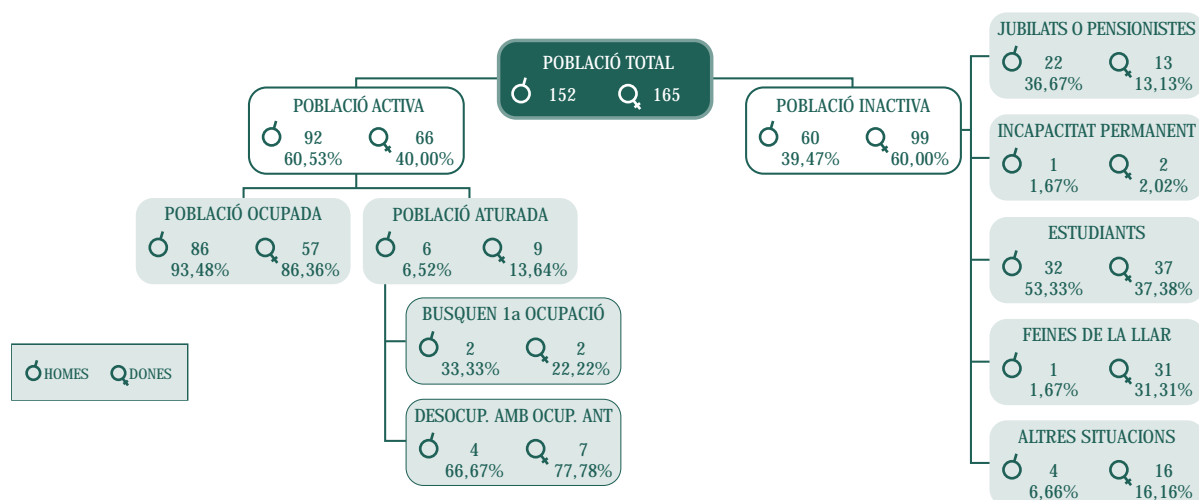 POBLACIÓ TOTAL
152 165
POBLACIÓ ACTIVA
92 66
60,53% 40,00%
POBLACIÓ INACTIVA
60 99
39,47% 60,00%
POBLACIÓ OCUPADA
86 57
93,48% 86,36%
POBLACIÓ ATURADA
6 9
6,52% 13,64%
BUSQUEN 1a OCUPACIÓ
2 2
33,33% 22,22%
DESOCUP. AMB OCUP. ANT
4 7
66,67% 77,78%
JUBILATS O PENSIONISTES
22 13
36,67% 13,13%
INCAPACITAT PERMANENT
1 2
1,67% 2,02%
ESTUDIANTS
32 37
53,33% 37,38%
FEINES DE LA LLAR
1 31
1,67% 31,31%
ALTRES SITUACIONS
4 16
6,66% 16,16%
HOMES DONES